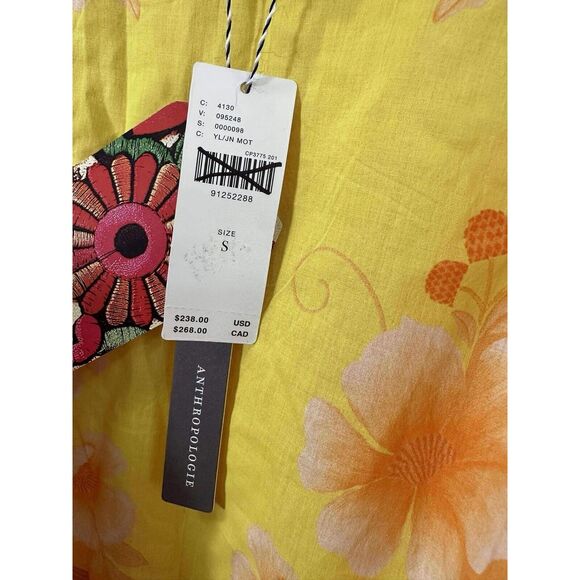 C: 4130
V: 095248
S: 0000098
C: YL/JN MOT
CP3775 201
91252288
SIZE
S
$238.00 USD
$268.00 CAD
ANTHROPOLOGIE